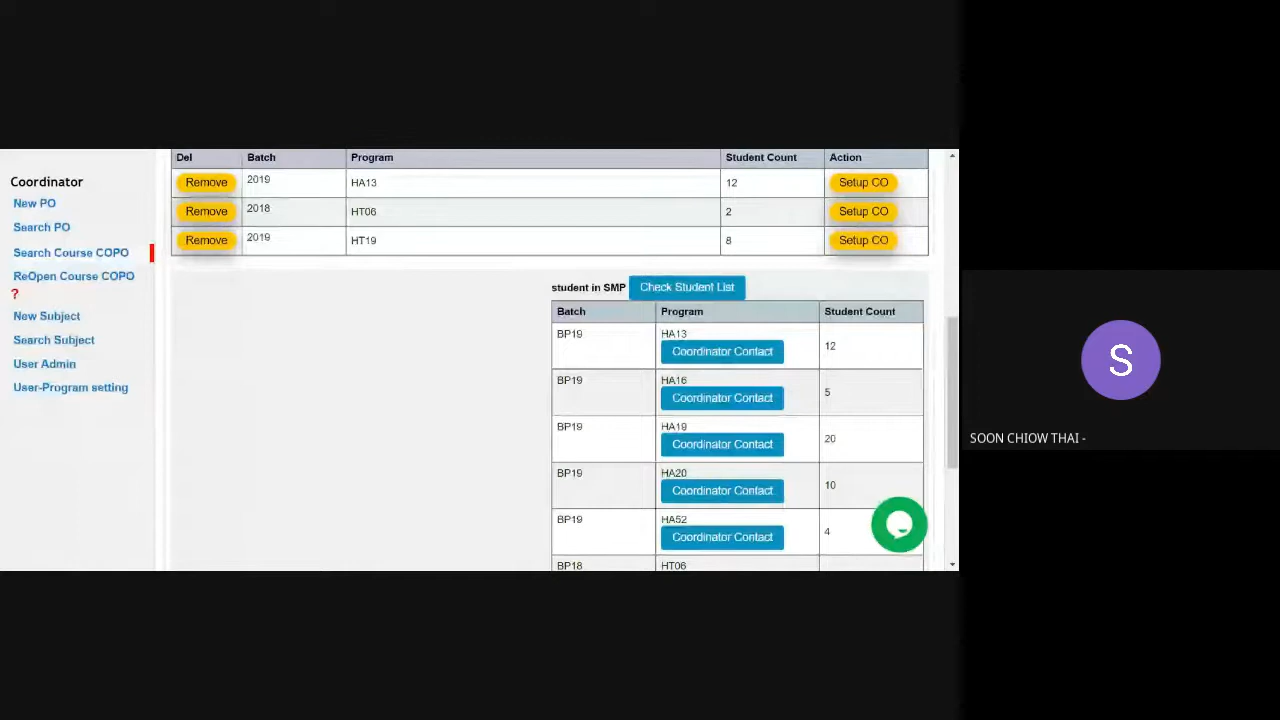 Del Batch Program Student Count Action
Remove 2019 HA13 12 Setup CO
Remove 2018 HT06 2 Setup CO
Remove 2019 HT19 8 Setup CO
Coordinator
New PO
Search PO
Search Course COPO
ReOpen Course COPO
?
New Subject
Search Subject
User Admin
User-Program setting
student in SMP Check Student List
Batch Program Student Count
BP19 HA13 12
Coordinator Contact
BP19 HA16 5
Coordinator Contact
BP19 HA19 20
Coordinator Contact
BP19 HA20 10
Coordinator Contact
BP19 HA52 4
Coordinator Contact
BP18 HT06
S
SOON CHIOW THAI -